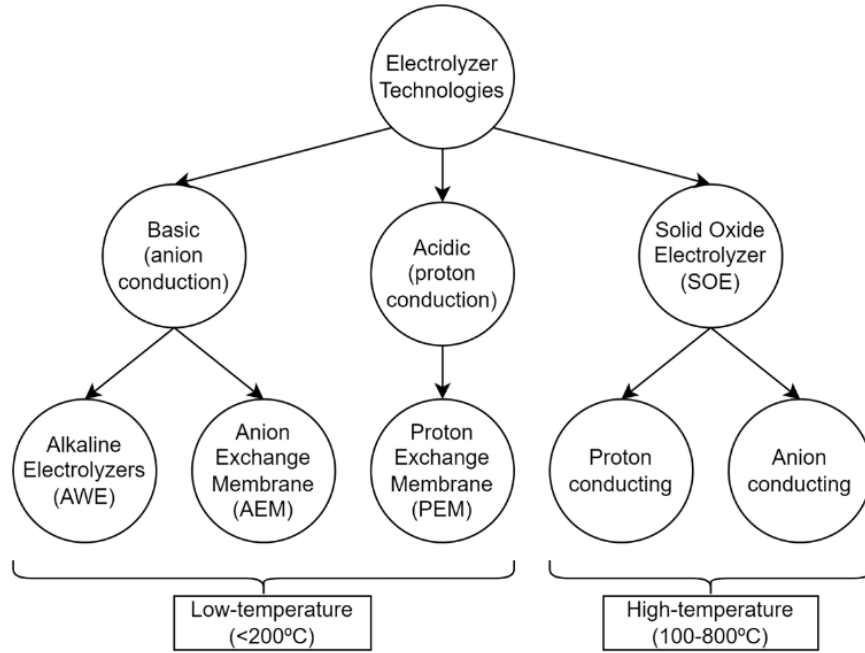 Electrolyzer
Technologies
Basic
(anion
conduction)
Acidic
(proton
conduction)
Solid Oxide
Electrolyzer
(SOE)
Alkaline
Electrolyzers
(AWE)
Anion
Exchange
Membrane
(AEM)
Proton
Exchange
Membrane
(PEM)
Proton
conducting
Anion
conducting
Low-temperature
(<200ºC)
High-temperature
(100-800ºC)